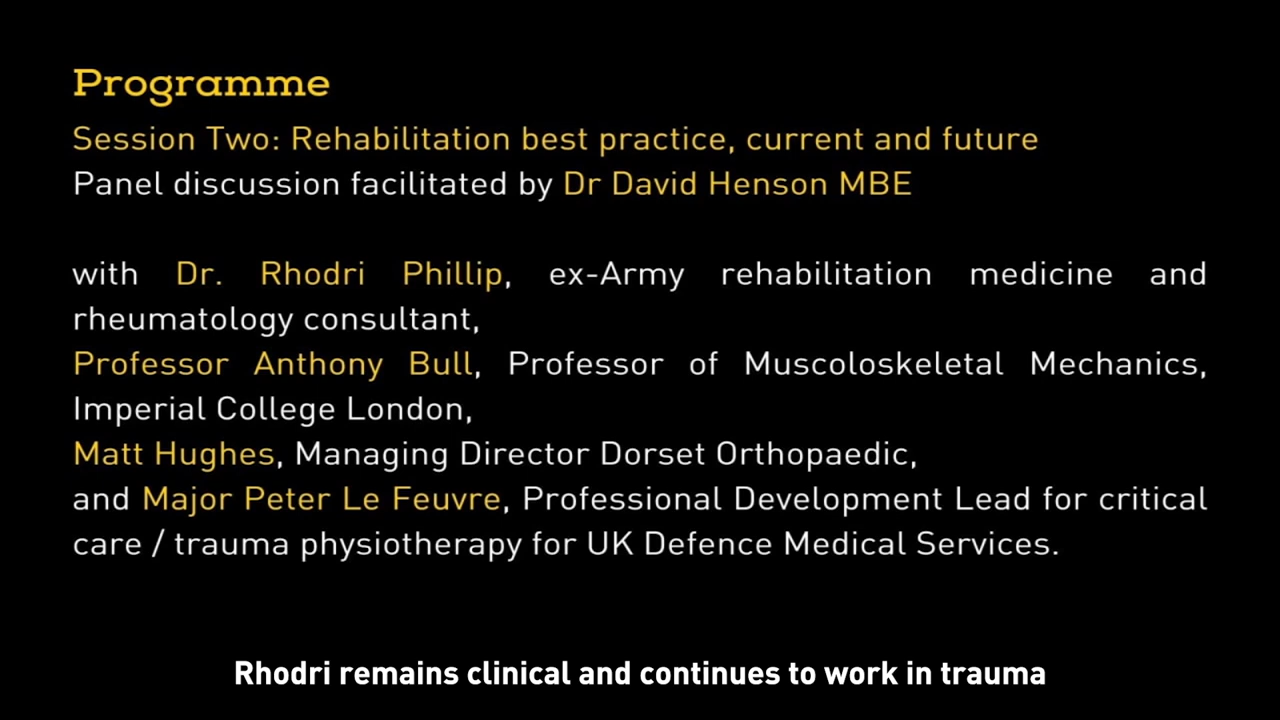 Programme
Session Two: Rehabilitation best practice, current and future
Panel discussion facilitated by Dr David Henson MBE
with Dr. Rhodri Phillip, ex-Army rehabilitation medicine and
rheumatology consultant,
Professor Anthony Bull, Professor of Muscoloskeletal Mechanics,
Imperial College London,
Matt Hughes, Managing Director Dorset Orthopaedic,
and Major Peter Le Feuvre, Professional Development Lead for critical
care / trauma physiotherapy for UK Defence Medical Services.
Rhodri remains clinical and continues to work in trauma